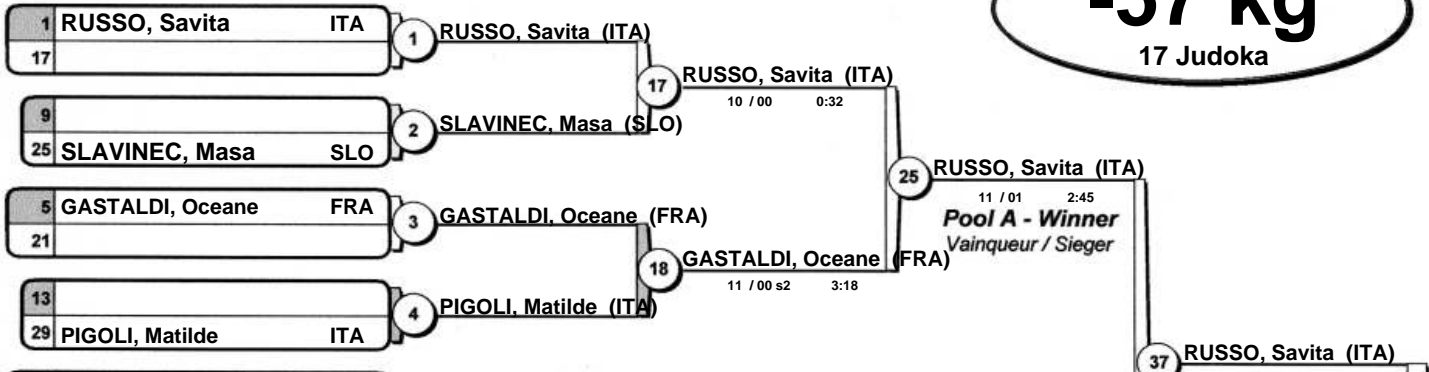 -57 kg
17 Judoka
1 RUSSO, Savita ITA
17
1
RUSSO, Savita (ITA)
9
25 SLAVINEC, Masa SLO
2
SLAVINEC, Masa (SLO)
17
RUSSO, Savita (ITA)
10 / 00 0:32
5 GASTALDI, Oceane FRA
21
3
GASTALDI, Oceane (FRA)
13
29 PIGOLI, Matilde ITA
4
PIGOLI, Matilde (ITA)
18
GASTALDI, Oceane (FRA)
11 / 00 s2 3:18
25
RUSSO, Savita (ITA)
11 / 01 2:45
Pool A - Winner
Vainqueur / Sieger
37
RUSSO, Savita (ITA)